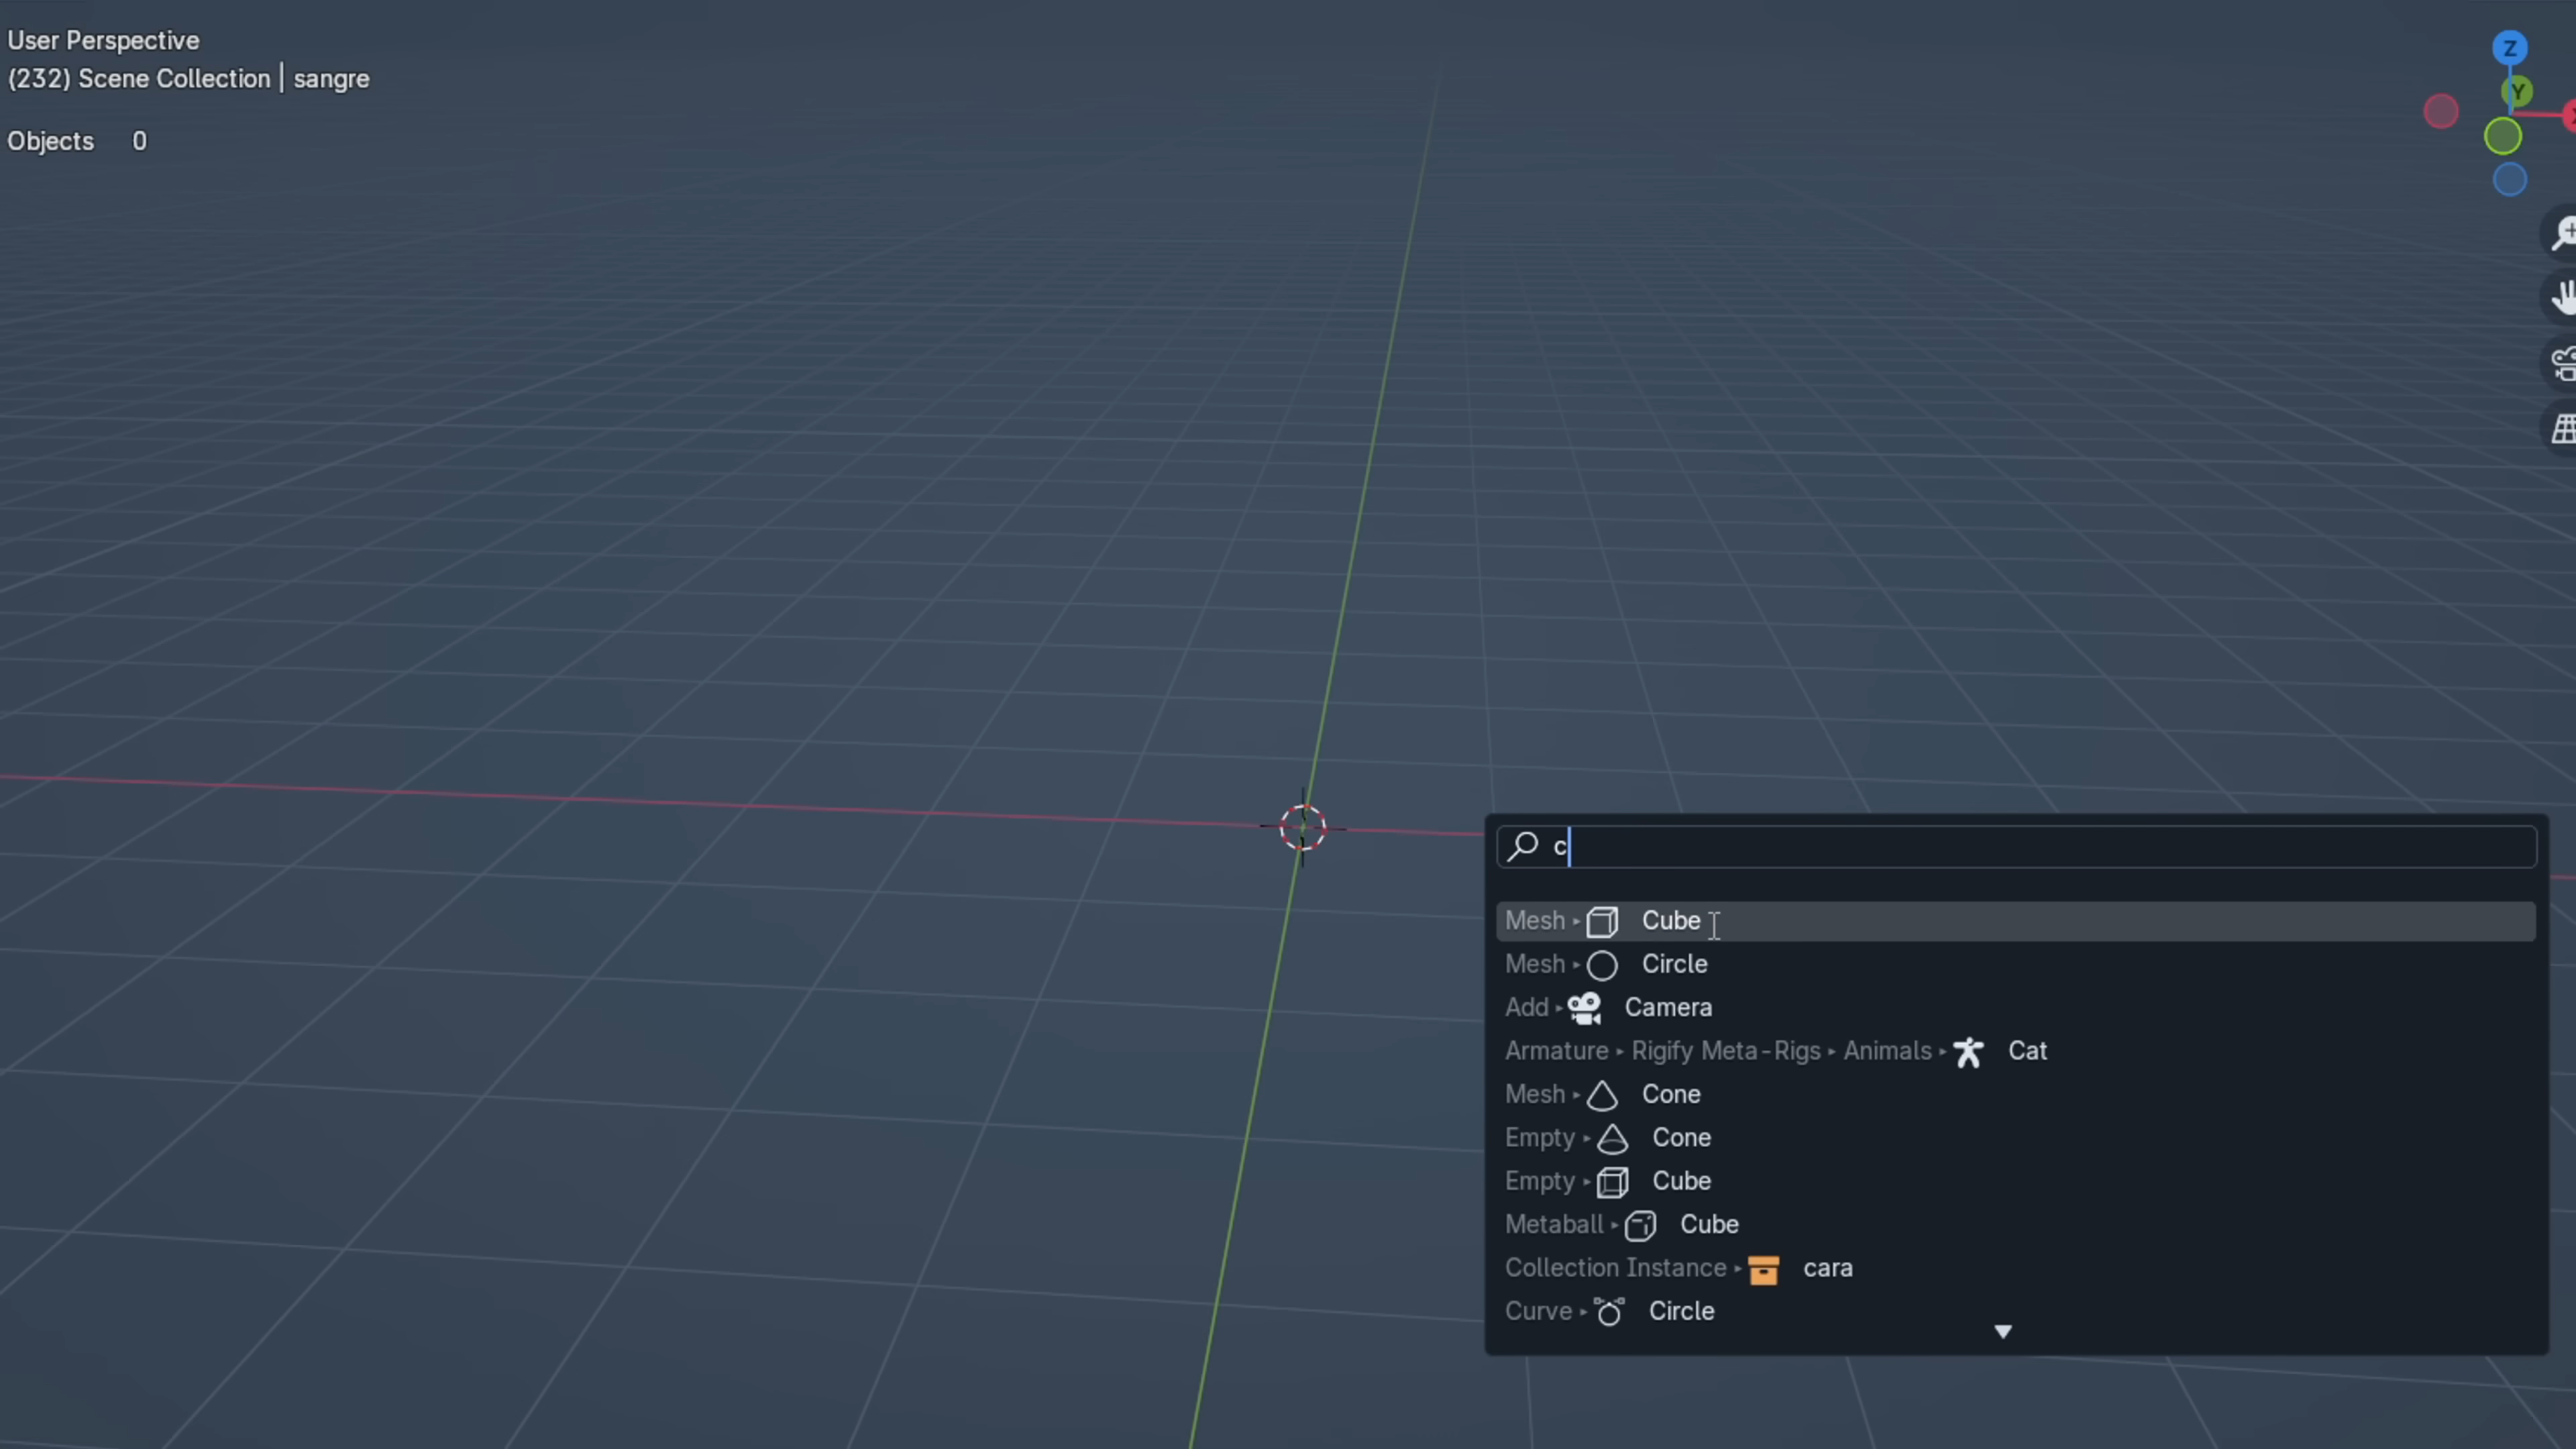 User Perspective
(232) Scene Collection | sangre
Objects 0
Z
Y
X
c
Mesh ▸ Cube
Mesh ▸ Circle
Add ▸ Camera
Armature ▸ Rigify Meta-Rigs ▸ Animals ▸ Cat
Mesh ▸ Cone
Empty ▸ Cone
Empty ▸ Cube
Metaball ▸ Cube
Collection Instance ▸ cara
Curve ▸ Circle